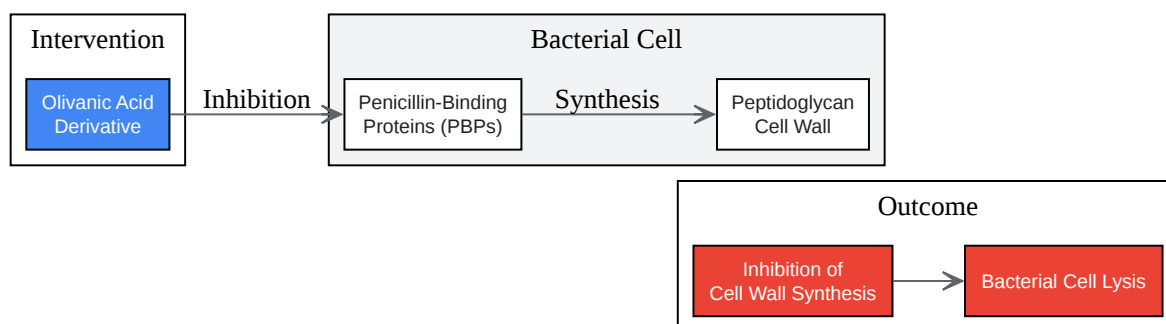 Intervention
Olivanic Acid
Derivative
Inhibition
Bacterial Cell
Penicillin-Binding
Proteins (PBPs)
Synthesis
Peptidoglycan
Cell Wall
Outcome
Inhibition of
Cell Wall Synthesis
Bacterial Cell Lysis